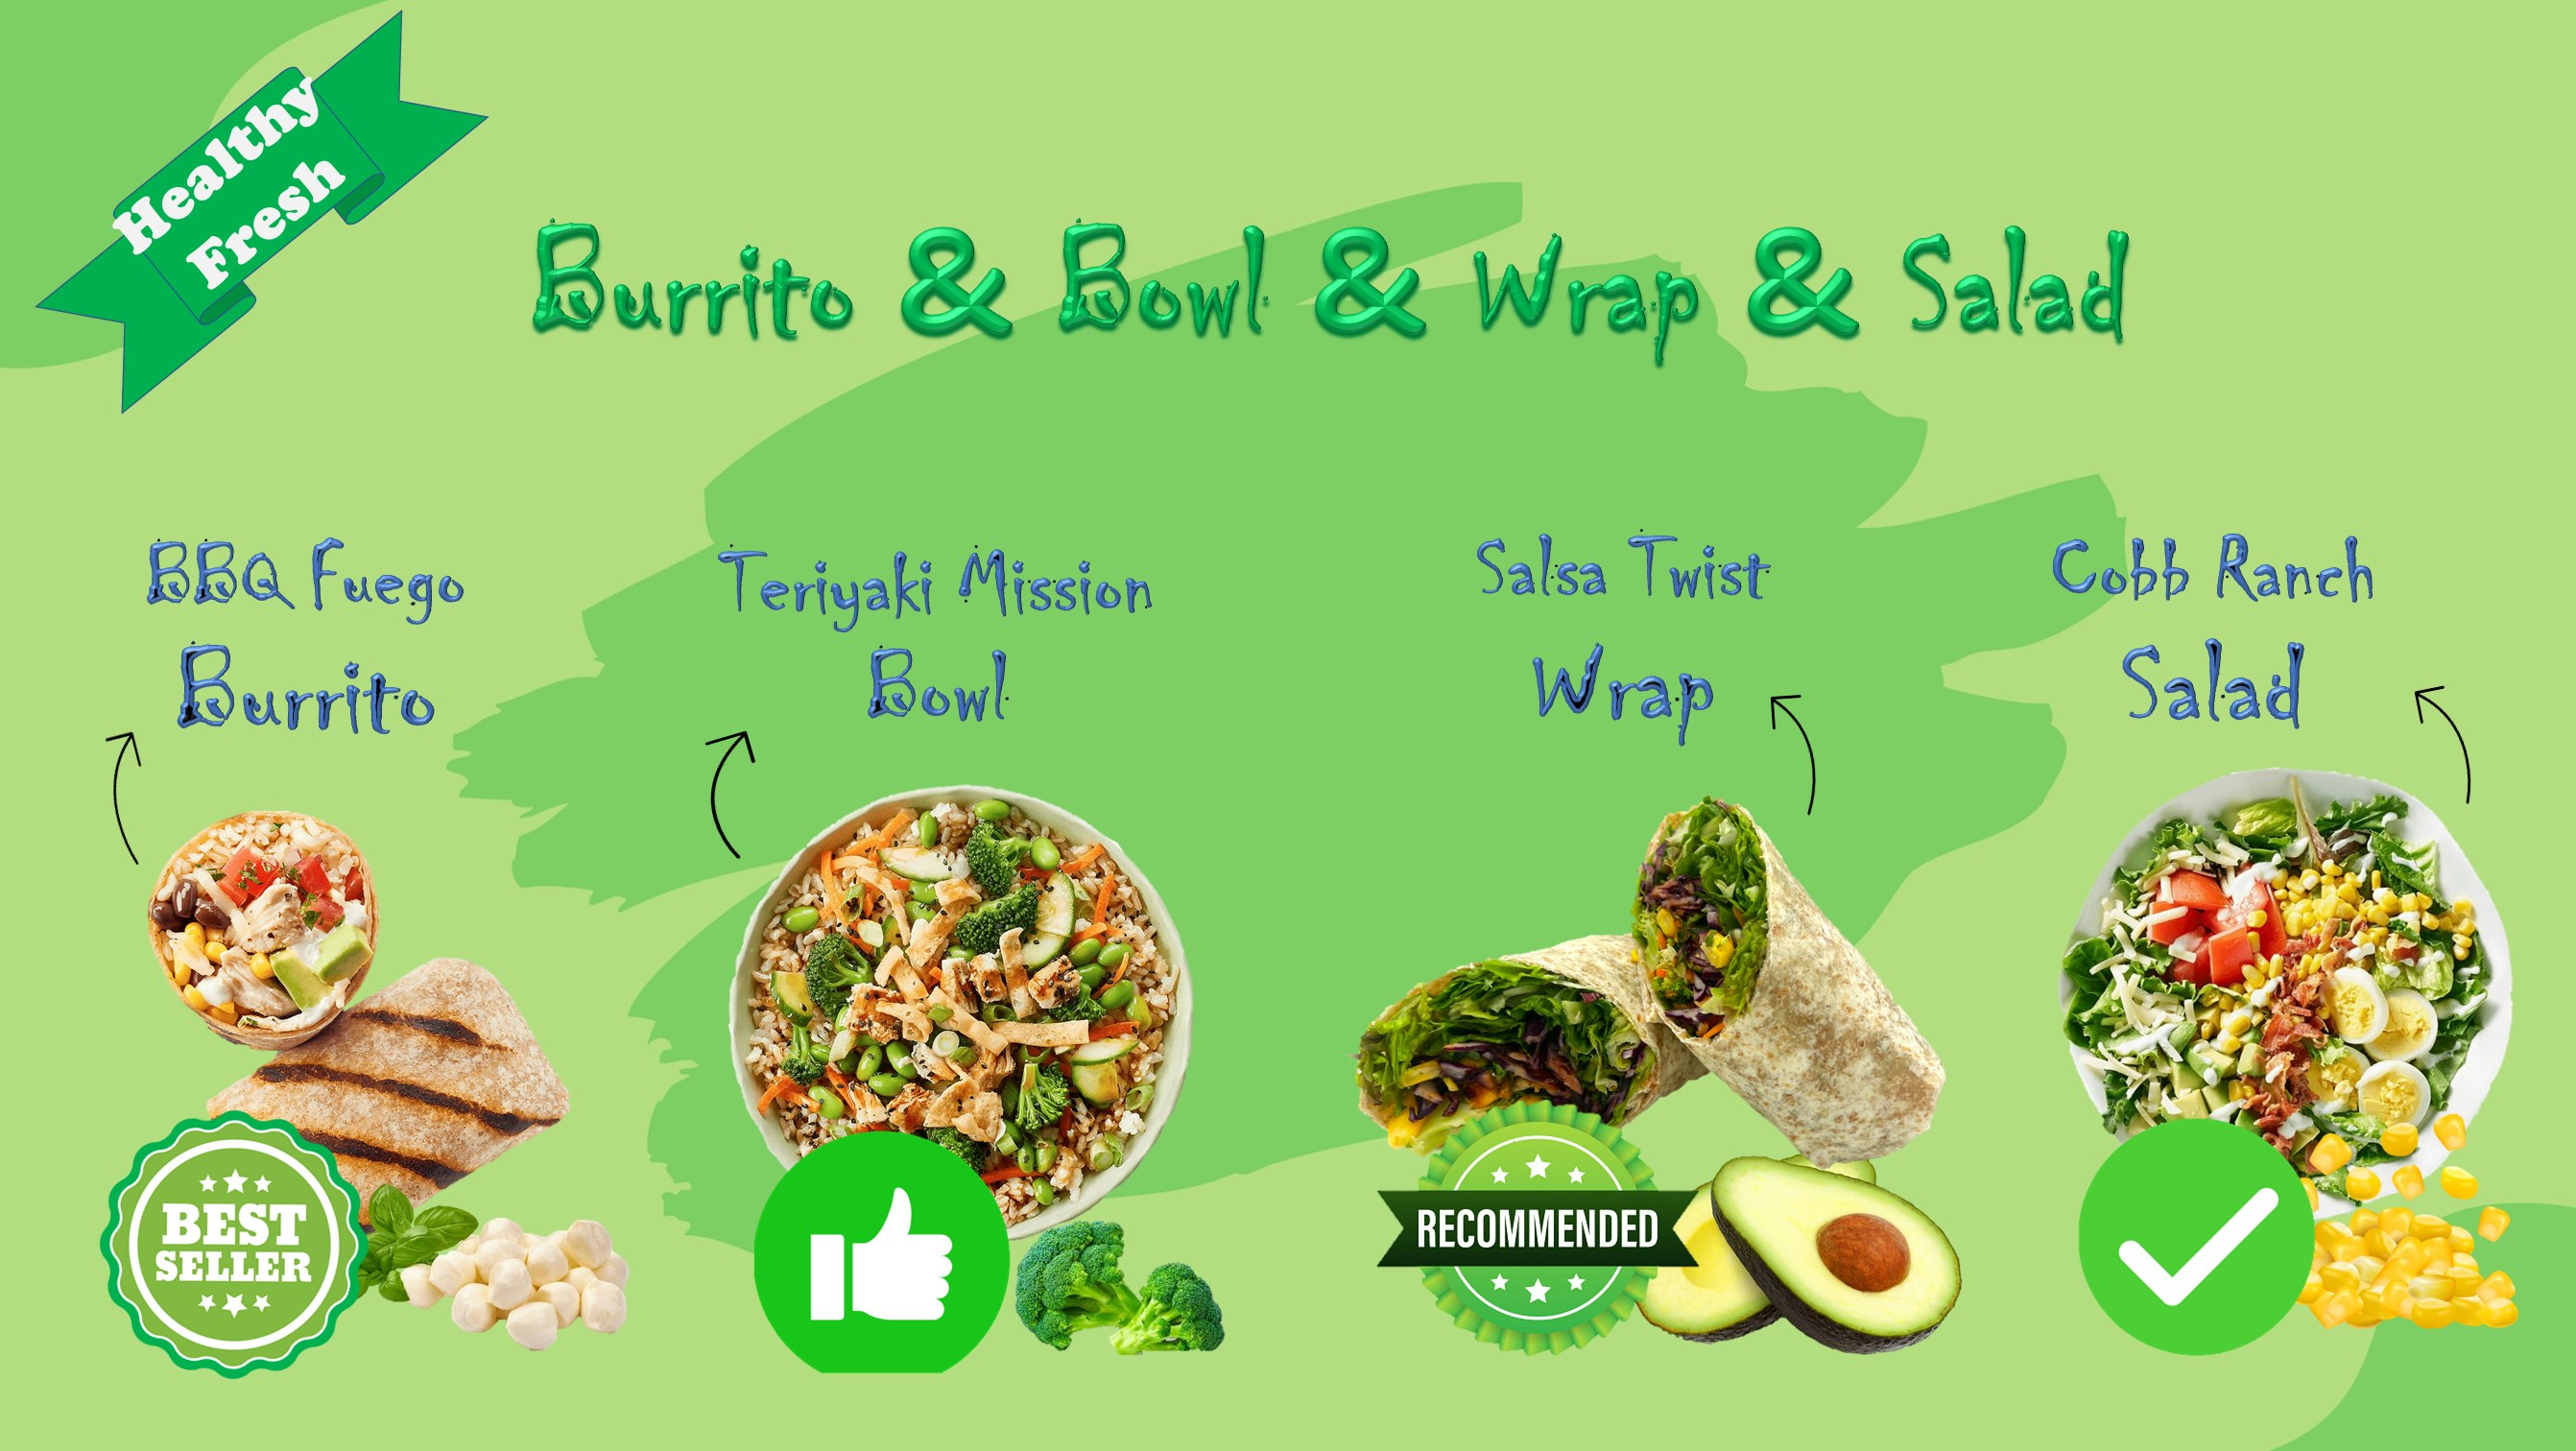 Healthy
Fresh
Burrito & Bowl & Wrap & Salad
BBQ Fuego
Burrito
Teriyaki Mission
Bowl
Salsa Twist
Wrap
Cobb Ranch
Salad
BEST
SELLER
RECOMMENDED